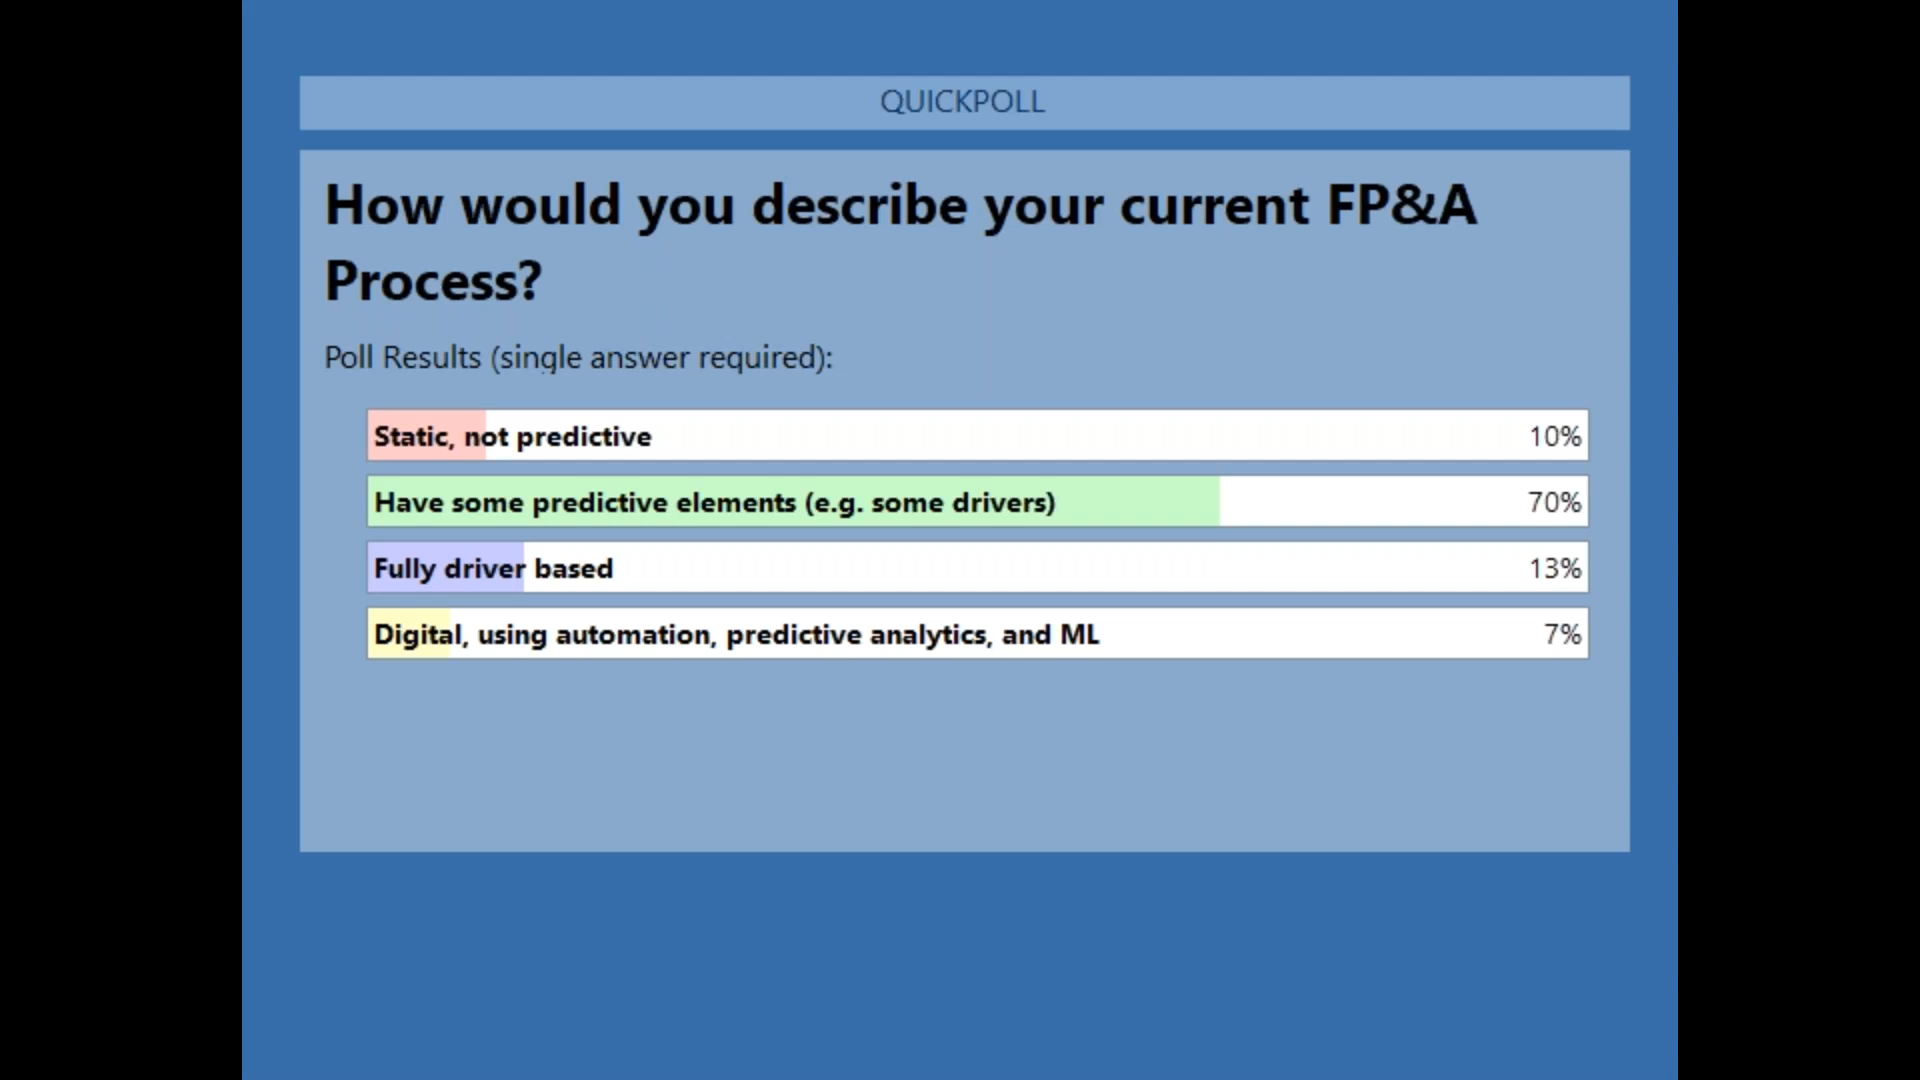 QUICKPOLL
How would you describe your current FP&A
Process?
Poll Results (single answer required):
Static, not predictive 10%
Have some predictive elements (e.g. some drivers) 70%
Fully driver based 13%
Digital, using automation, predictive analytics, and ML 7%